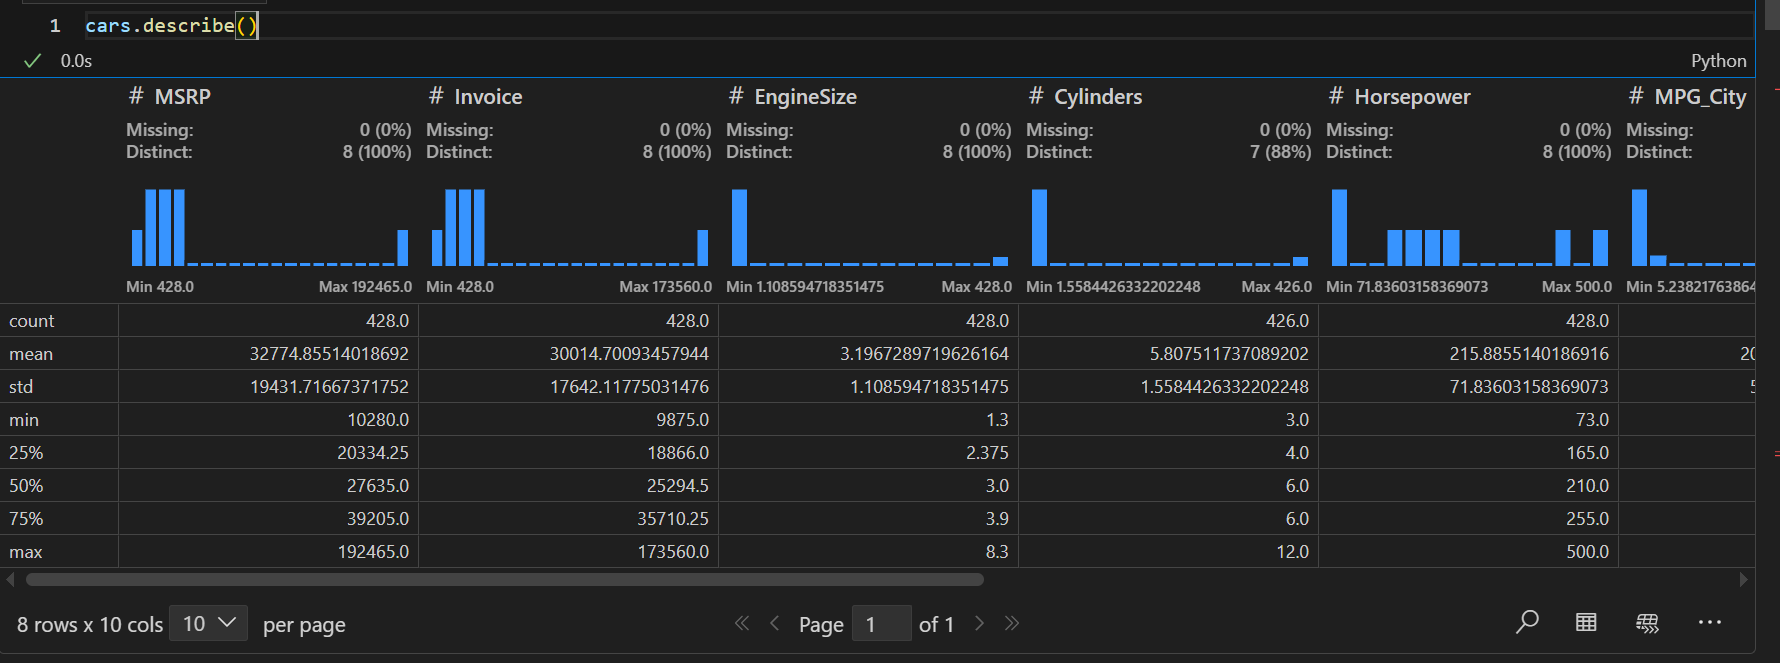 1 cars.describe()
0.0s Python
# MSRP # Invoice # EngineSize # Cylinders # Horsepower # MPG_City
Missing: 0 (0%) Missing: 0 (0%) Missing: 0 (0%) Missing: 0 (0%) Missing: 0 (0%) Missing:
Distinct: 8 (100%) Distinct: 8 (100%) Distinct: 8 (100%) Distinct: 7 (88%) Distinct: 8 (100%) Distinct:
Min 428.0 Max 192465.0 Min 428.0 Max 173560.0 Min 1.108594718351475 Max 428.0 Min 1.5584426332202248 Max 426.0 Min 71.83603158369073 Max 500.0 Min 5.23821763864
count 428.0 428.0 428.0 426.0 428.0
mean 32774.85514018692 30014.70093457944 3.1967289719626164 5.807511737089202 215.8855140186916 20
std 19431.71667371752 17642.11775031476 1.108594718351475 1.5584426332202248 71.83603158369073
min 10280.0 9875.0 1.3 3.0 73.0
25% 20334.25 18866.0 2.375 4.0 165.0
50% 27635.0 25294.5 3.0 6.0 210.0
75% 39205.0 35710.25 3.9 6.0 255.0
max 192465.0 173560.0 8.3 12.0 500.0
8 rows x 10 cols 10 per page Page 1 of 1